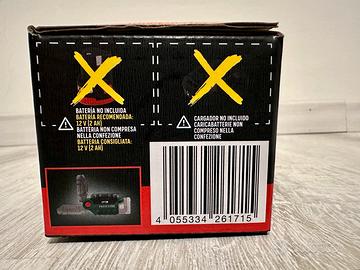 BATERÍA NO INCLUIDA
BATERÍA RECOMENDADA:
12 V (2 AH)
BATTERIA NON COMPRESA
NELLA CONFEZIONE
BATTERIA CONSIGLIATA:
12 V (2 AH)
CARGADOR NO INCLUIDO
CARICABATTERIE NON
COMPRESO NELLA
CONFEZIONE
4 055334 261715